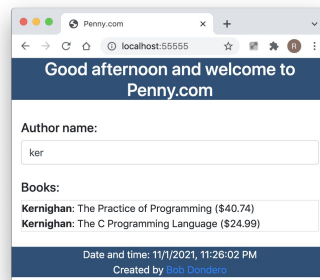 Penny.com
localhost:55555
R
Good afternoon and welcome to
Penny.com
Author name:
ker
Books:
Kernighan: The Practice of Programming ($40.74)
Kernighan: The C Programming Language ($24.99)
Date and time: 11/1/2021, 11:26:02 PM
Created by Bob Dondero